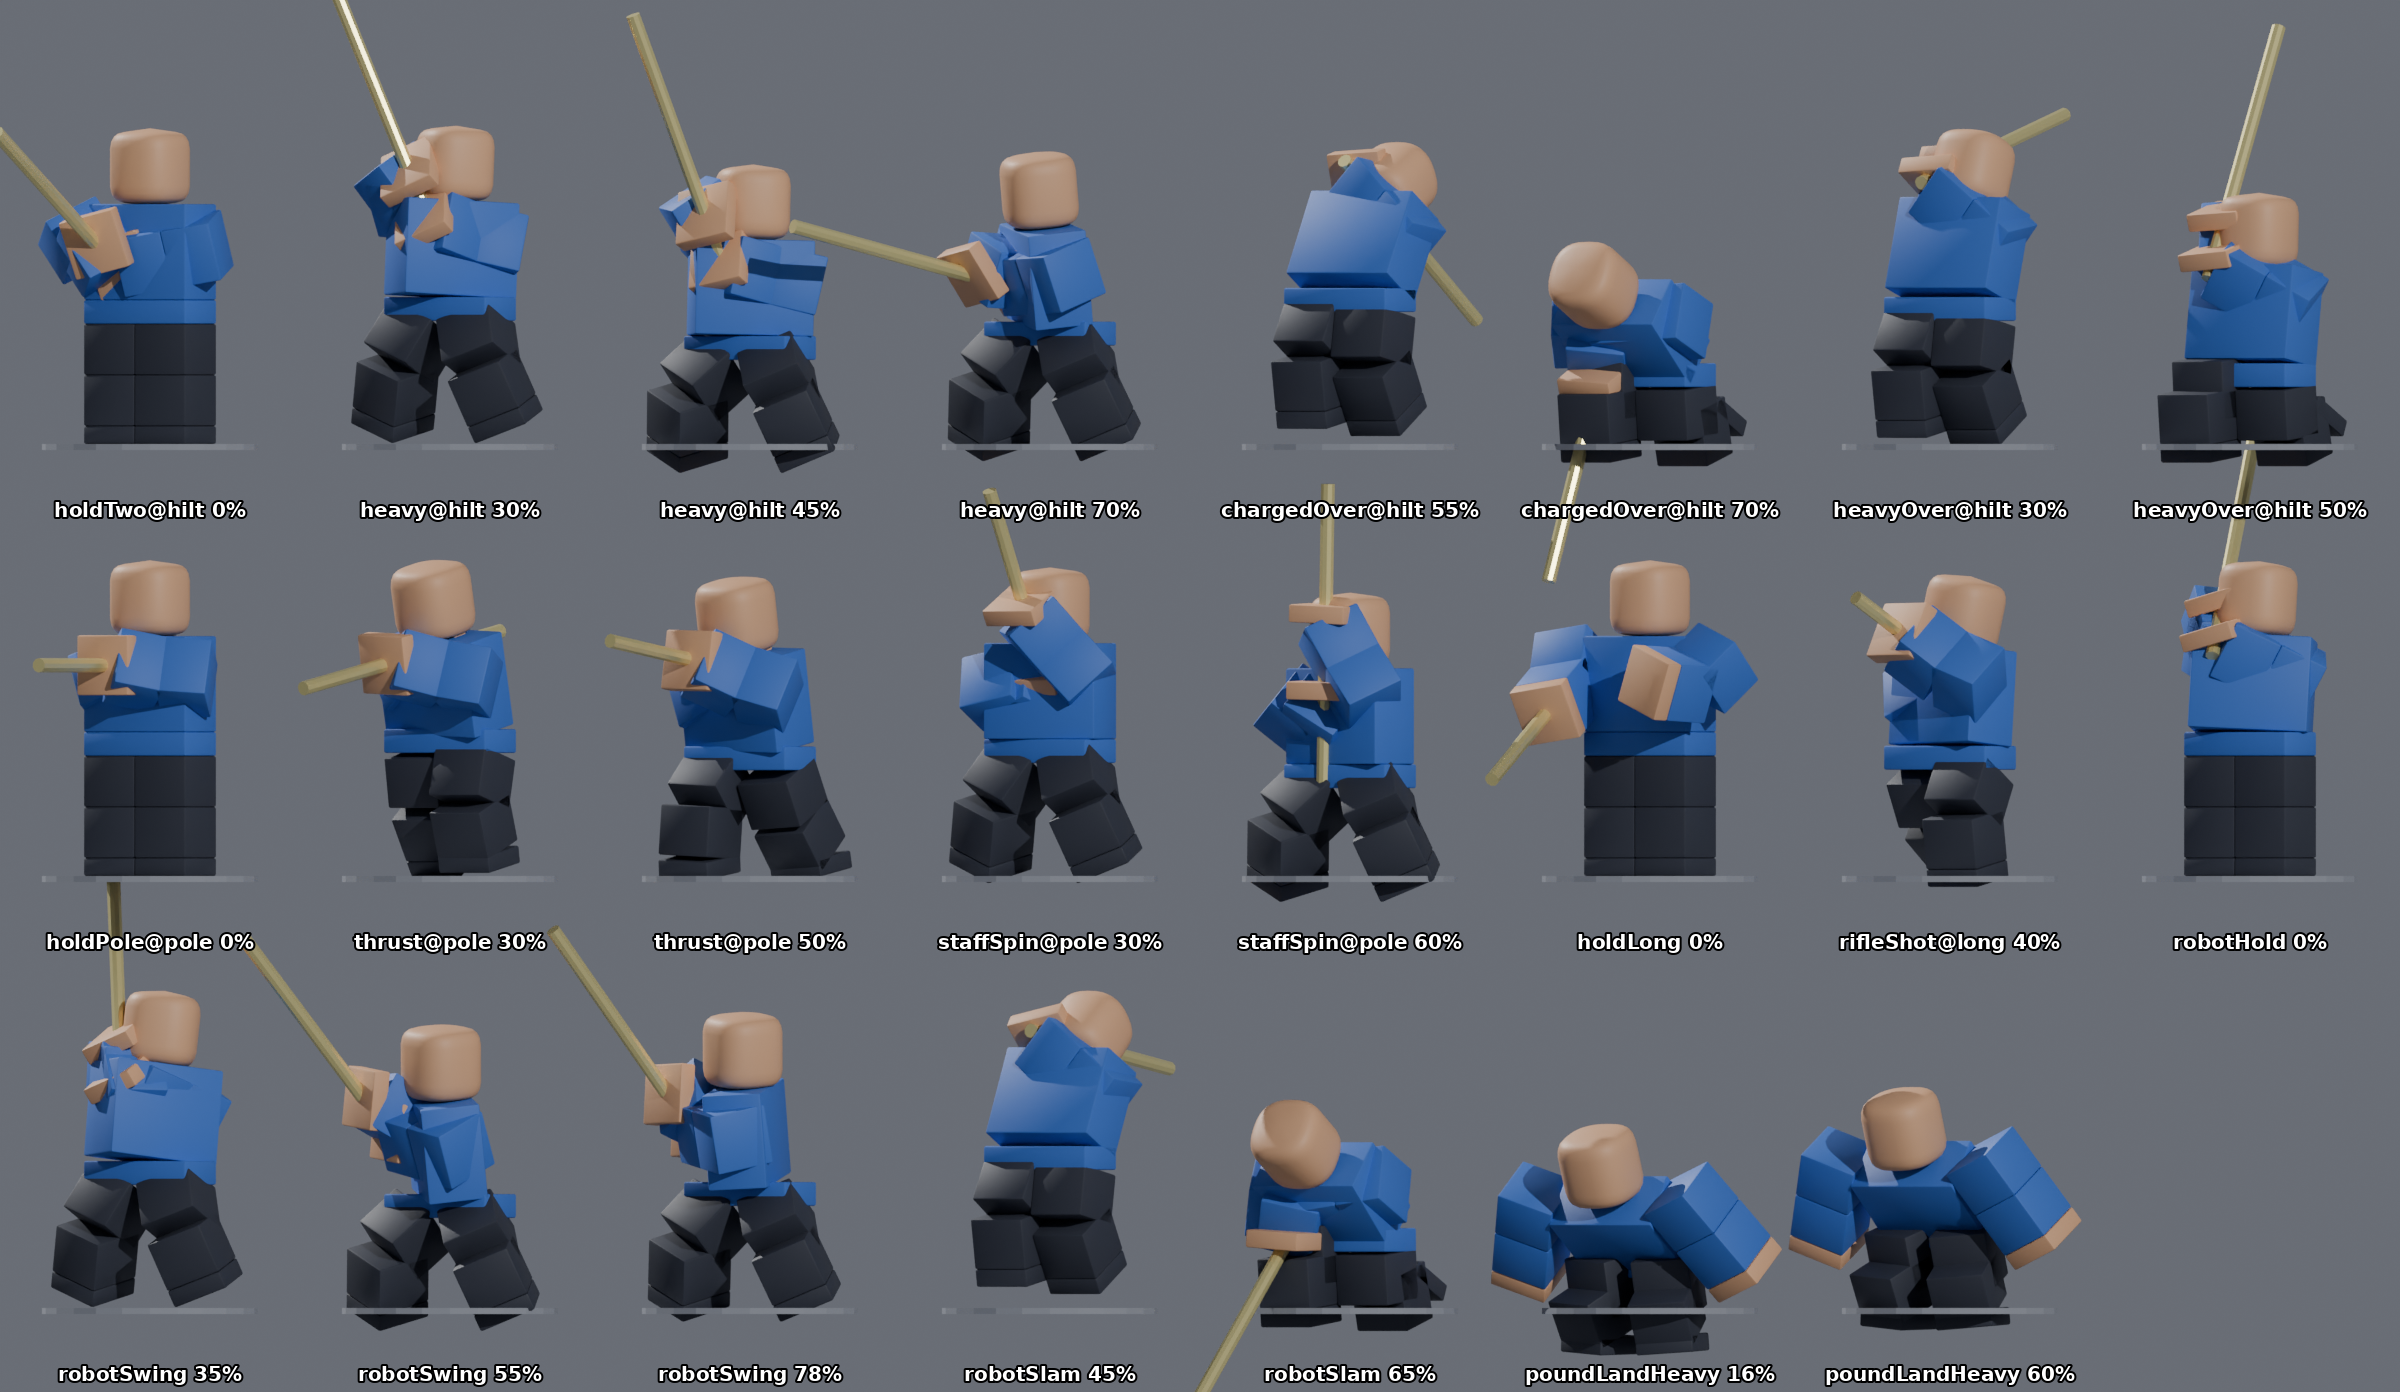 holdTwo@hilt 0%
heavy@hilt 30%
heavy@hilt 45%
heavy@hilt 70%
chargedOver@hilt 55%
chargedOver@hilt 70%
heavyOver@hilt 30%
heavyOver@hilt 50%
holdPole@pole 0%
thrust@pole 30%
thrust@pole 50%
staffSpin@pole 30%
staffSpin@pole 60%
holdLong 0%
rifleShot@long 40%
robotHold 0%
robotSwing 35%
robotSwing 55%
robotSwing 78%
robotSlam 45%
robotSlam 65%
poundLandHeavy 16%
poundLandHeavy 60%